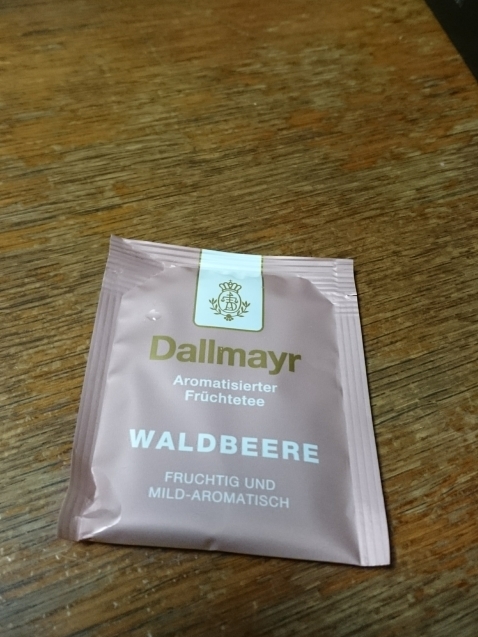 Dallmayr
Aromatisierter
Früchtetee
WALDBEERE
FRUCHTIG UND
MILD-AROMATISCH